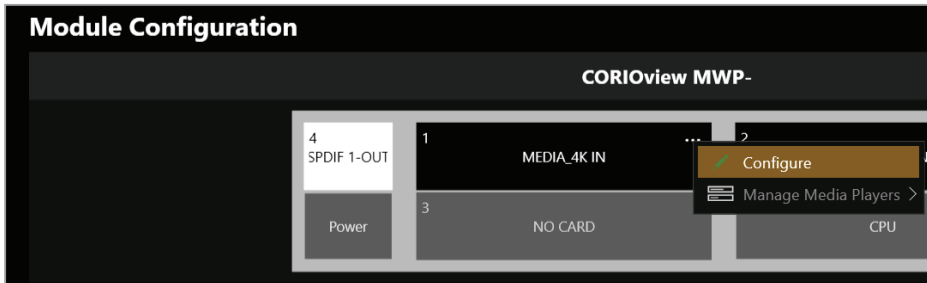 Module Configuration
CORIOview MWP-
4
SPDIF 1-OUT
1
MEDIA_4K IN
...
2
Configure
Manage Media Players >
Power
3
NO CARD
CPU